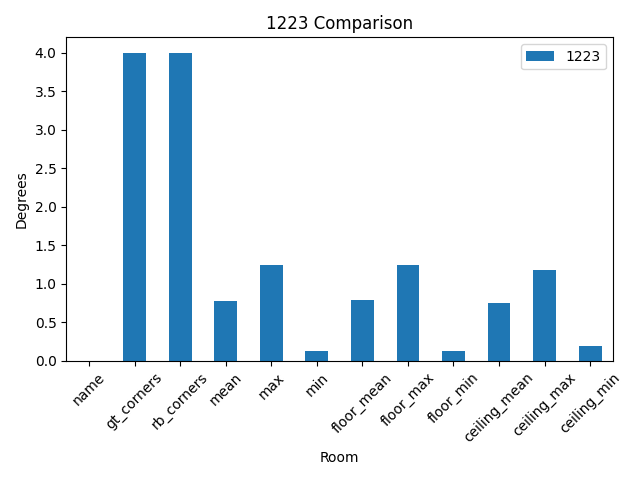 1223 Comparison
1223
Degrees
4.0
3.5
3.0
2.5
2.0
1.5
1.0
0.5
0.0
name
gt_corners
rb_corners
mean
max
min
floor_mean
floor_max
floor_min
ceiling_mean
ceiling_max
ceiling_min
Room